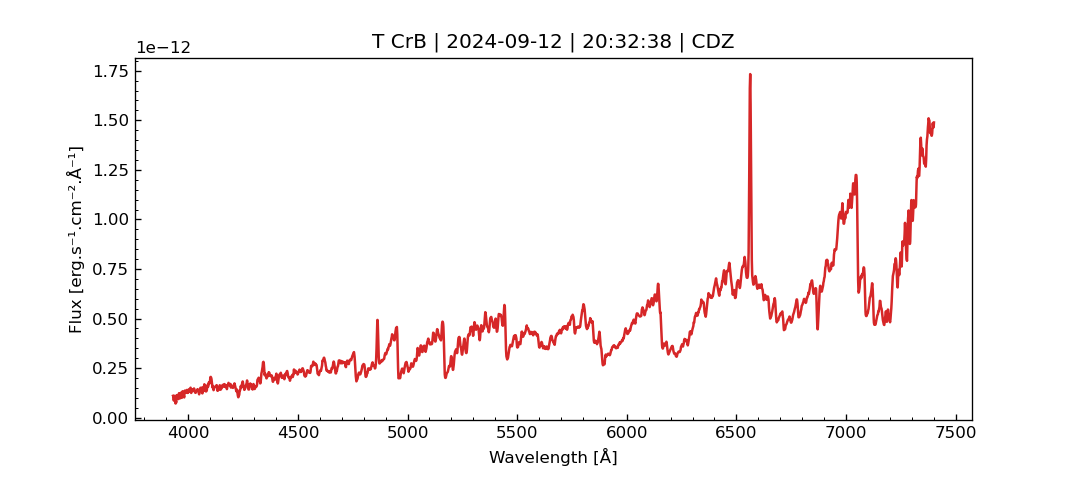 T CrB | 2024-09-12 | 20:32:38 | CDZ
1e−12
1.75
1.50
1.25
1.00
0.75
0.50
0.25
0.00
Flux [erg.s⁻¹.cm⁻².Å⁻¹]
4000 4500 5000 5500 6000 6500 7000 7500
Wavelength [Å]